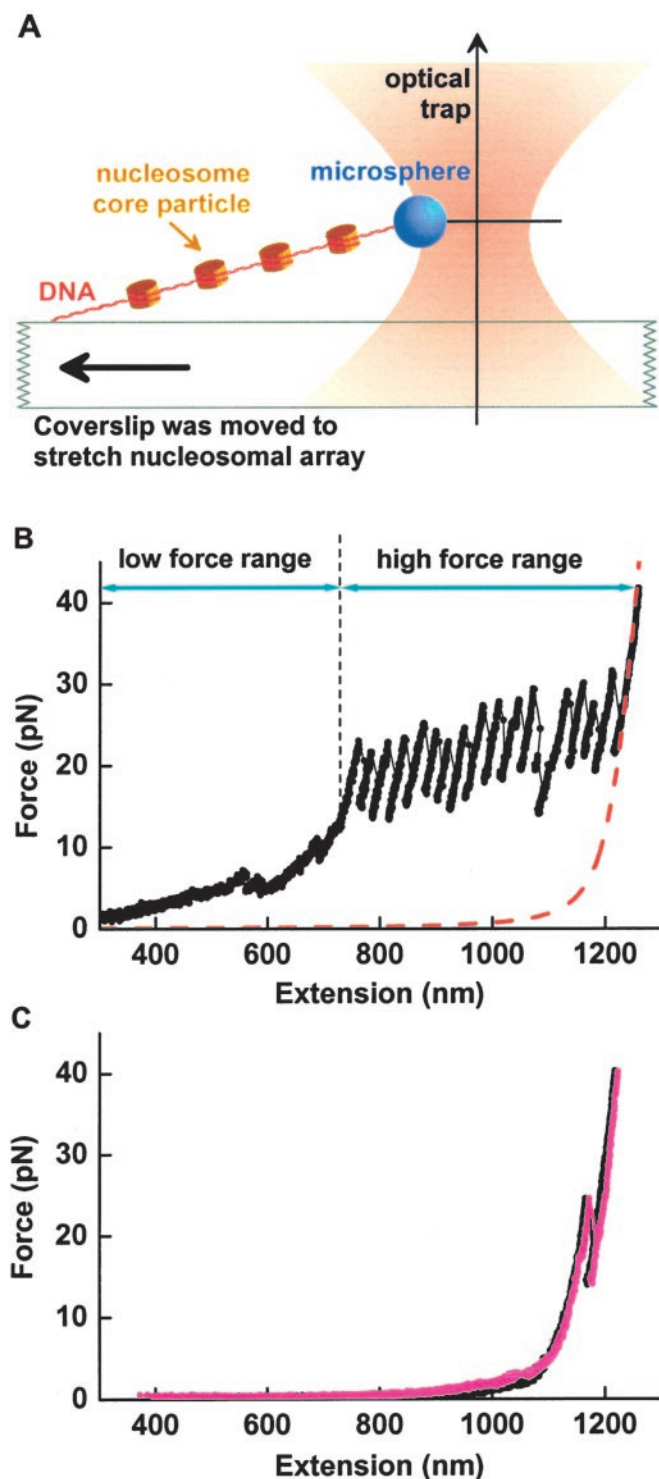 A
optical
trap
microsphere
nucleosome
core particle
DNA
Coverslip was moved to
stretch nucleosomal array
B
low force range
high force range
40
30
20
10
0
Force (pN)
400
600
800
1000
1200
Extension (nm)
C
40
30
20
10
0
Force (pN)
400
600
800
1000
1200
Extension (nm)